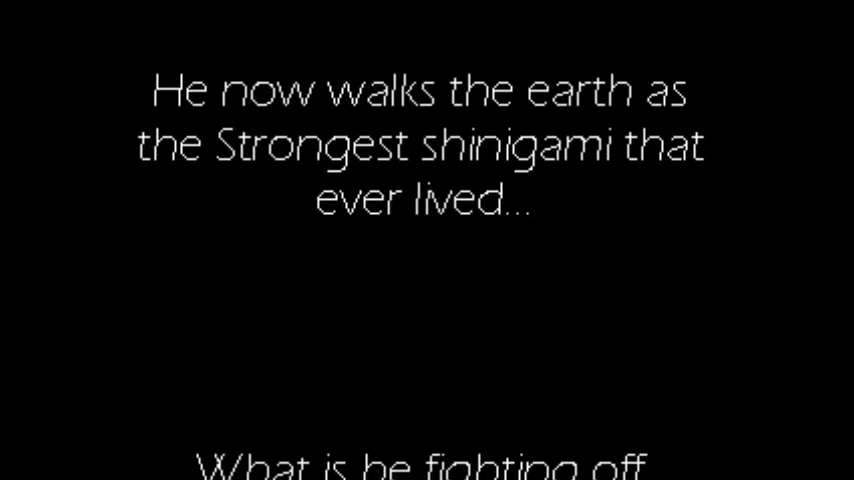 He now walks the earth as
the Strongest shinigami that
ever lived...
What is he fighting off